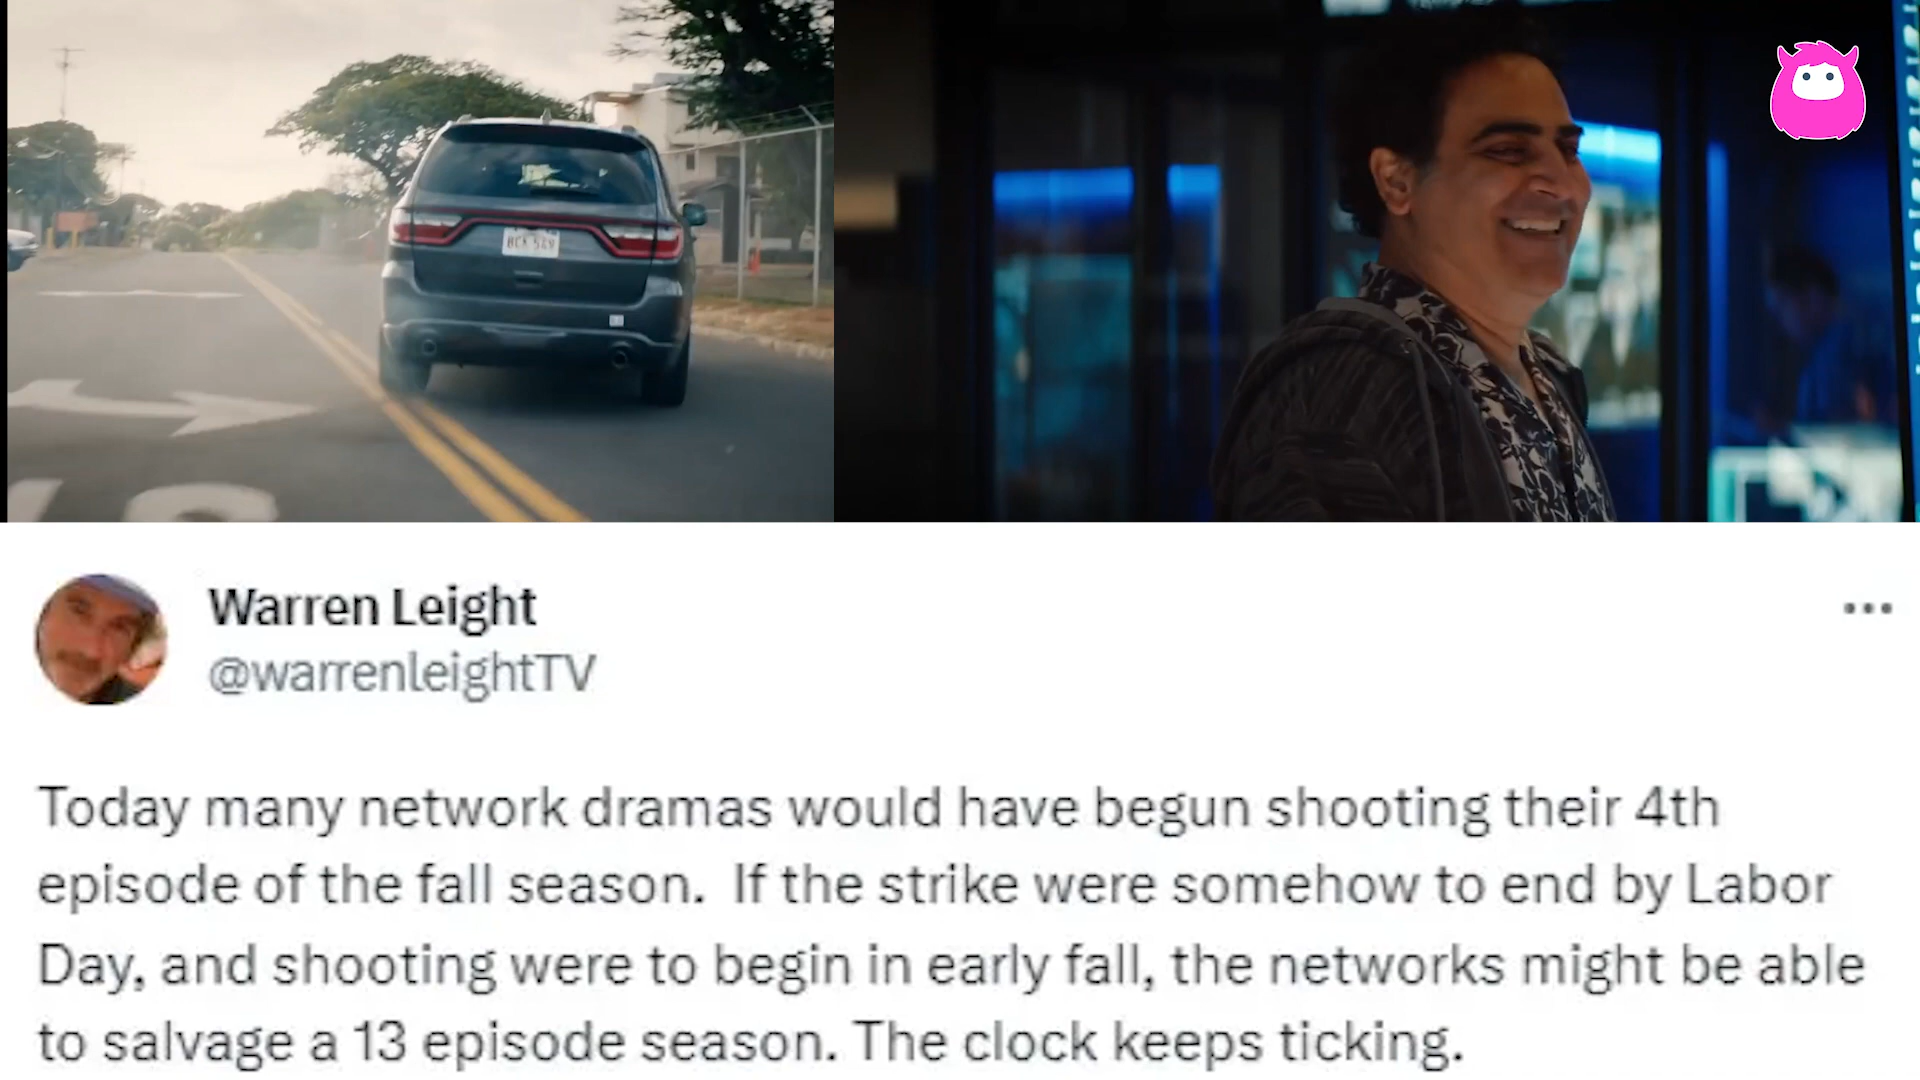 Warren Leight
@warrenleightTV
Today many network dramas would have begun shooting their 4th
episode of the fall season. If the strike were somehow to end by Labor
Day, and shooting were to begin in early fall, the networks might be able
to salvage a 13 episode season. The clock keeps ticking.